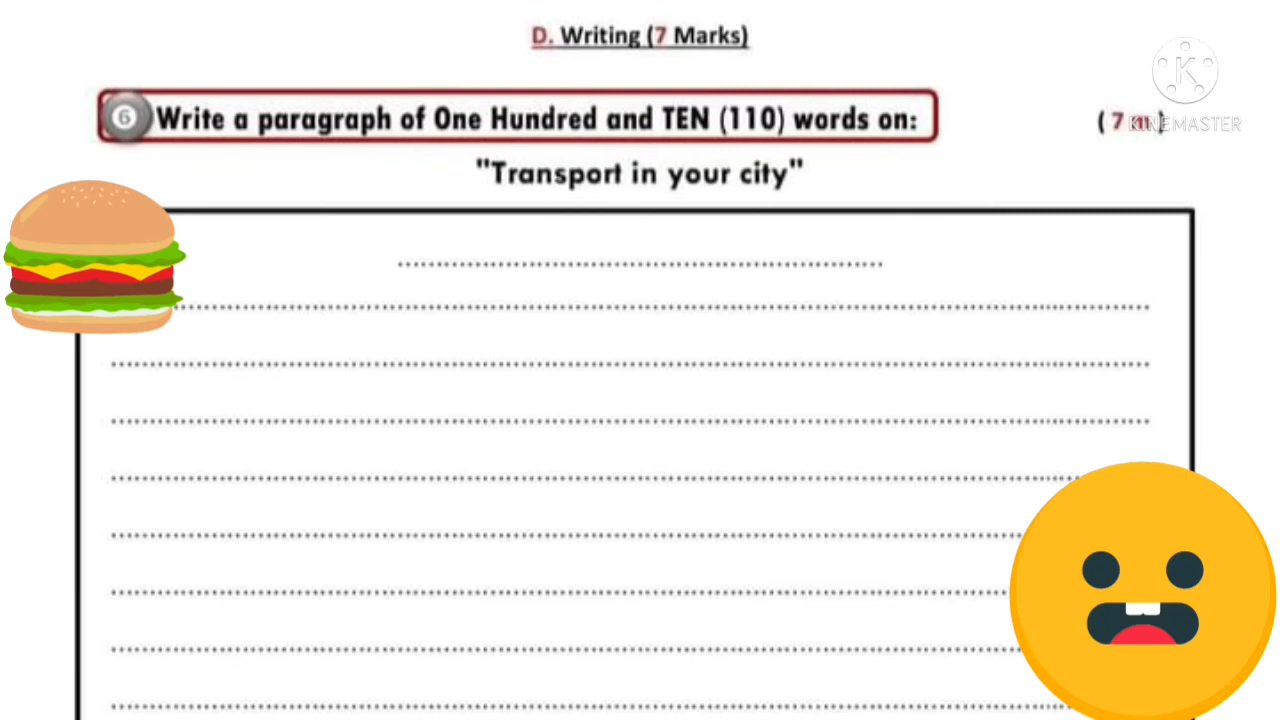 D. Writing (7 Marks)
6 Write a paragraph of One Hundred and TEN (110) words on: (7 m)
"Transport in your city"
K
KINEMASTER